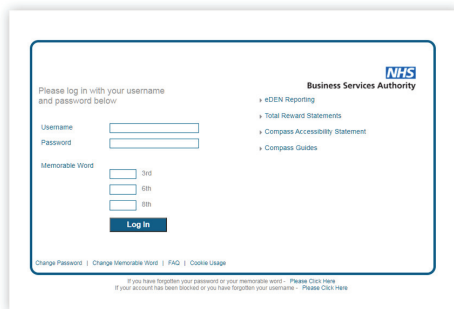 NHS
Business Services Authority
Please log in with your username
and password below
eDEN Reporting
Total Reward Statements
Compass Accessibility Statement
Compass Guides
Username
Password
Memorable Word
3rd
6th
8th
Log In
Change Password | Change Memorable Word | FAQ | Cookie Usage
If you have forgotten your password or your memorable word - Please Click Here
If your account has been blocked or you have forgotten your username - Please Click Here